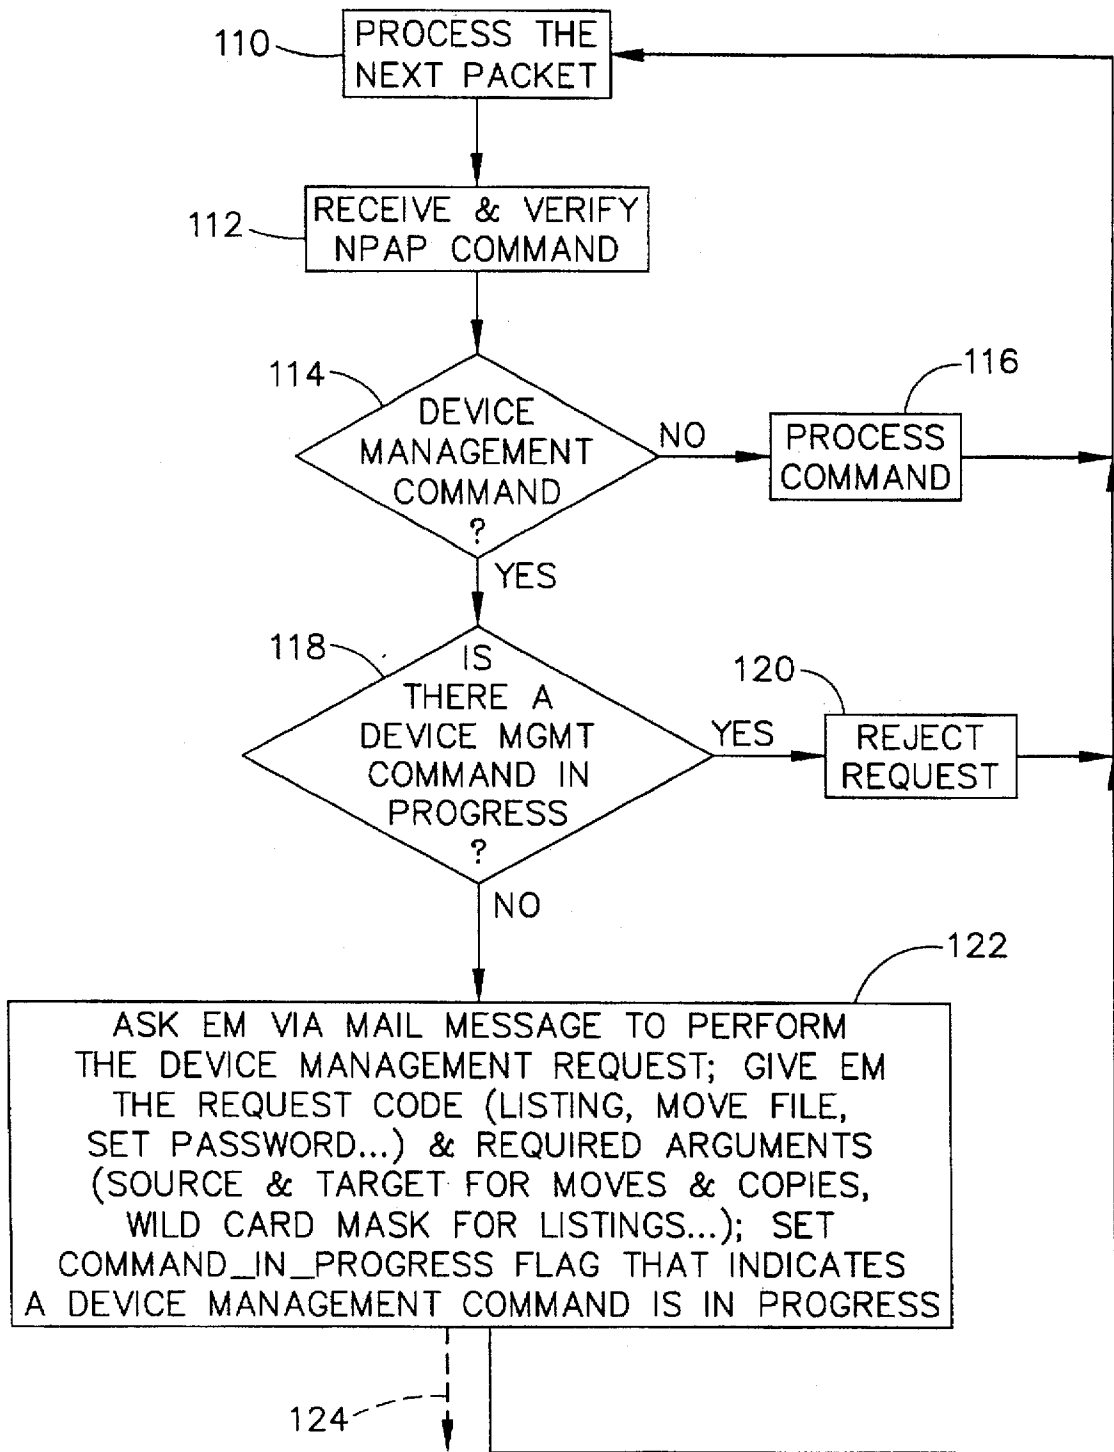 110
PROCESS THE
NEXT PACKET
112
RECEIVE & VERIFY
NPAP COMMAND
114
DEVICE
MANAGEMENT
COMMAND
?
NO
116
PROCESS
COMMAND
YES
118
IS
THERE A
DEVICE MGMT
COMMAND IN
PROGRESS
?
YES
120
REJECT
REQUEST
NO
122
ASK EM VIA MAIL MESSAGE TO PERFORM
THE DEVICE MANAGEMENT REQUEST; GIVE EM
THE REQUEST CODE (LISTING, MOVE FILE,
SET PASSWORD...) & REQUIRED ARGUMENTS
(SOURCE & TARGET FOR MOVES & COPIES,
WILD CARD MASK FOR LISTINGS...); SET
COMMAND_IN_PROGRESS FLAG THAT INDICATES
A DEVICE MANAGEMENT COMMAND IS IN PROGRESS
124